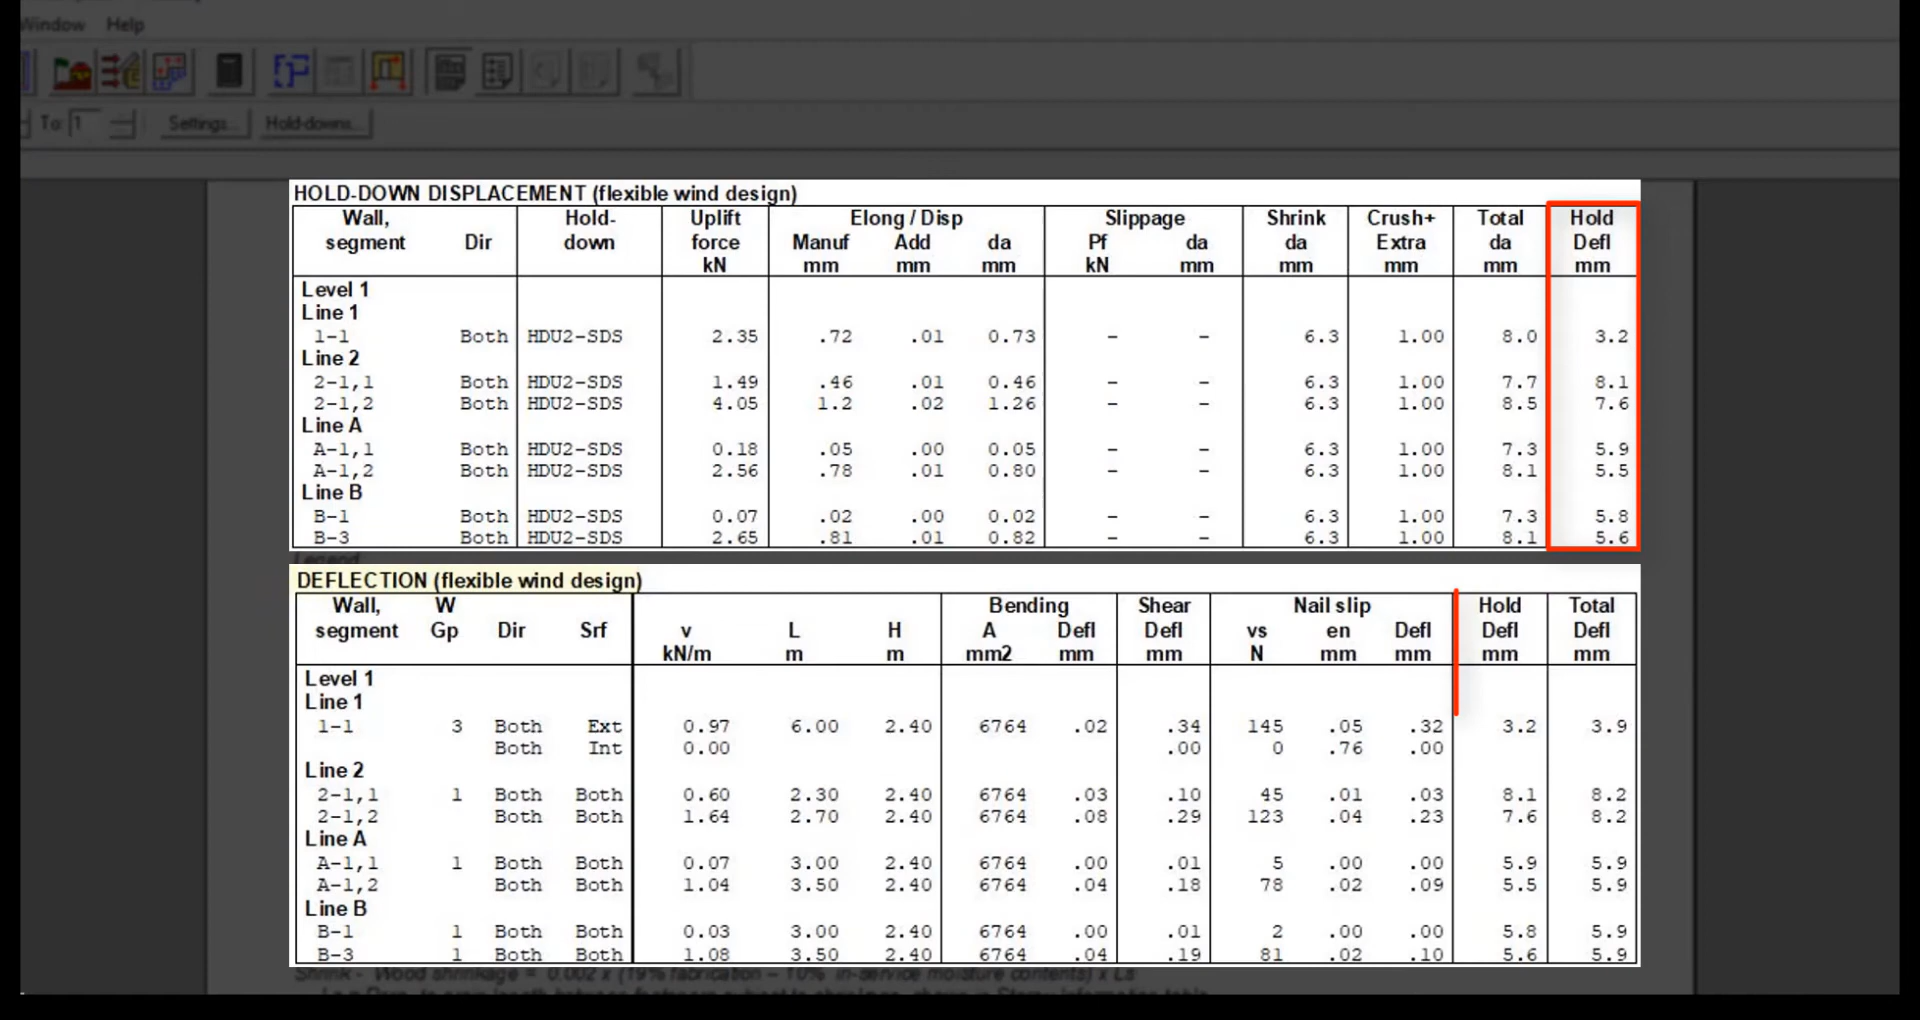 Window Help
To: 1 Settings... Hold-downs...
HOLD-DOWN DISPLACEMENT (flexible wind design)
Wall, Hold- Uplift Elong / Disp Slippage Shrink Crush+ Total Hold
segment Dir down force Manuf Add da Pf da da Extra da Defl
kN mm mm mm kN mm mm mm mm mm
Level 1
Line 1
1-1 Both HDU2-SDS 2.35 .72 .01 0.73 - - 6.3 1.00 8.0 3.2
Line 2
2-1,1 Both HDU2-SDS 1.49 .46 .01 0.46 - - 6.3 1.00 7.7 8.1
2-1,2 Both HDU2-SDS 4.05 1.2 .02 1.26 - - 6.3 1.00 8.5 7.6
Line A
A-1,1 Both HDU2-SDS 0.18 .05 .00 0.05 - - 6.3 1.00 7.3 5.9
A-1,2 Both HDU2-SDS 2.56 .78 .01 0.80 - - 6.3 1.00 8.1 5.5
Line B
B-1 Both HDU2-SDS 0.07 .02 .00 0.02 - - 6.3 1.00 7.3 5.8
B-3 Both HDU2-SDS 2.65 .81 .01 0.82 - - 6.3 1.00 8.1 5.6
Legend
DEFLECTION (flexible wind design)
Wall, W Bending Shear Nail slip Hold Total
segment Gp Dir Srf v L H A Defl Defl vs en Defl Defl Defl
kN/m m m mm2 mm mm N mm mm mm mm
Level 1
Line 1
1-1 3 Both Ext 0.97 6.00 2.40 6764 .02 .34 145 .05 .32 3.2 3.9
Both Int 0.00 .00 0 .76 .00
Line 2
2-1,1 1 Both Both 0.60 2.30 2.40 6764 .03 .10 45 .01 .03 8.1 8.2
2-1,2 Both Both 1.64 2.70 2.40 6764 .08 .29 123 .04 .23 7.6 8.2
Line A
A-1,1 1 Both Both 0.07 3.00 2.40 6764 .00 .01 5 .00 .00 5.9 5.9
A-1,2 Both Both 1.04 3.50 2.40 6764 .04 .18 78 .02 .09 5.5 5.9
Line B
B-1 1 Both Both 0.03 3.00 2.40 6764 .00 .01 2 .00 .00 5.8 5.9
B-3 1 Both Both 1.08 3.50 2.40 6764 .04 .19 81 .02 .10 5.6 5.9
Shrink - Wood shrinkage = 0.002 x (19% fabrication - 10% in-service moisture contents) x Ls